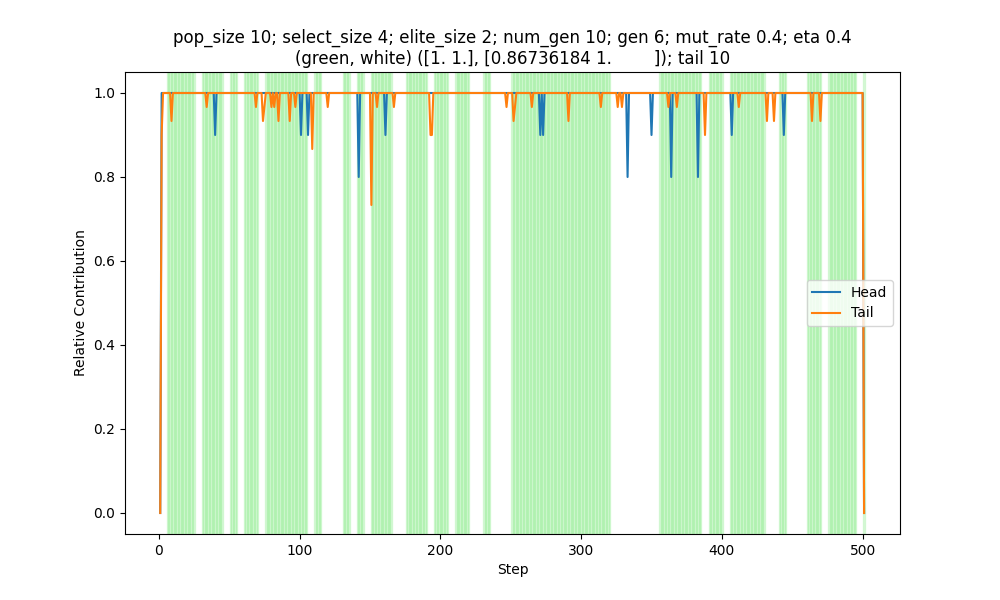 pop_size 10; select_size 4; elite_size 2; num_gen 10; gen 6; mut_rate 0.4; eta 0.4
(green, white) ([1. 1.], [0.86736184 1.         ]); tail 10
1.0
0.8
0.6
0.4
0.2
0.0
Relative Contribution
Head
Tail
0
100
200
300
400
500
Step